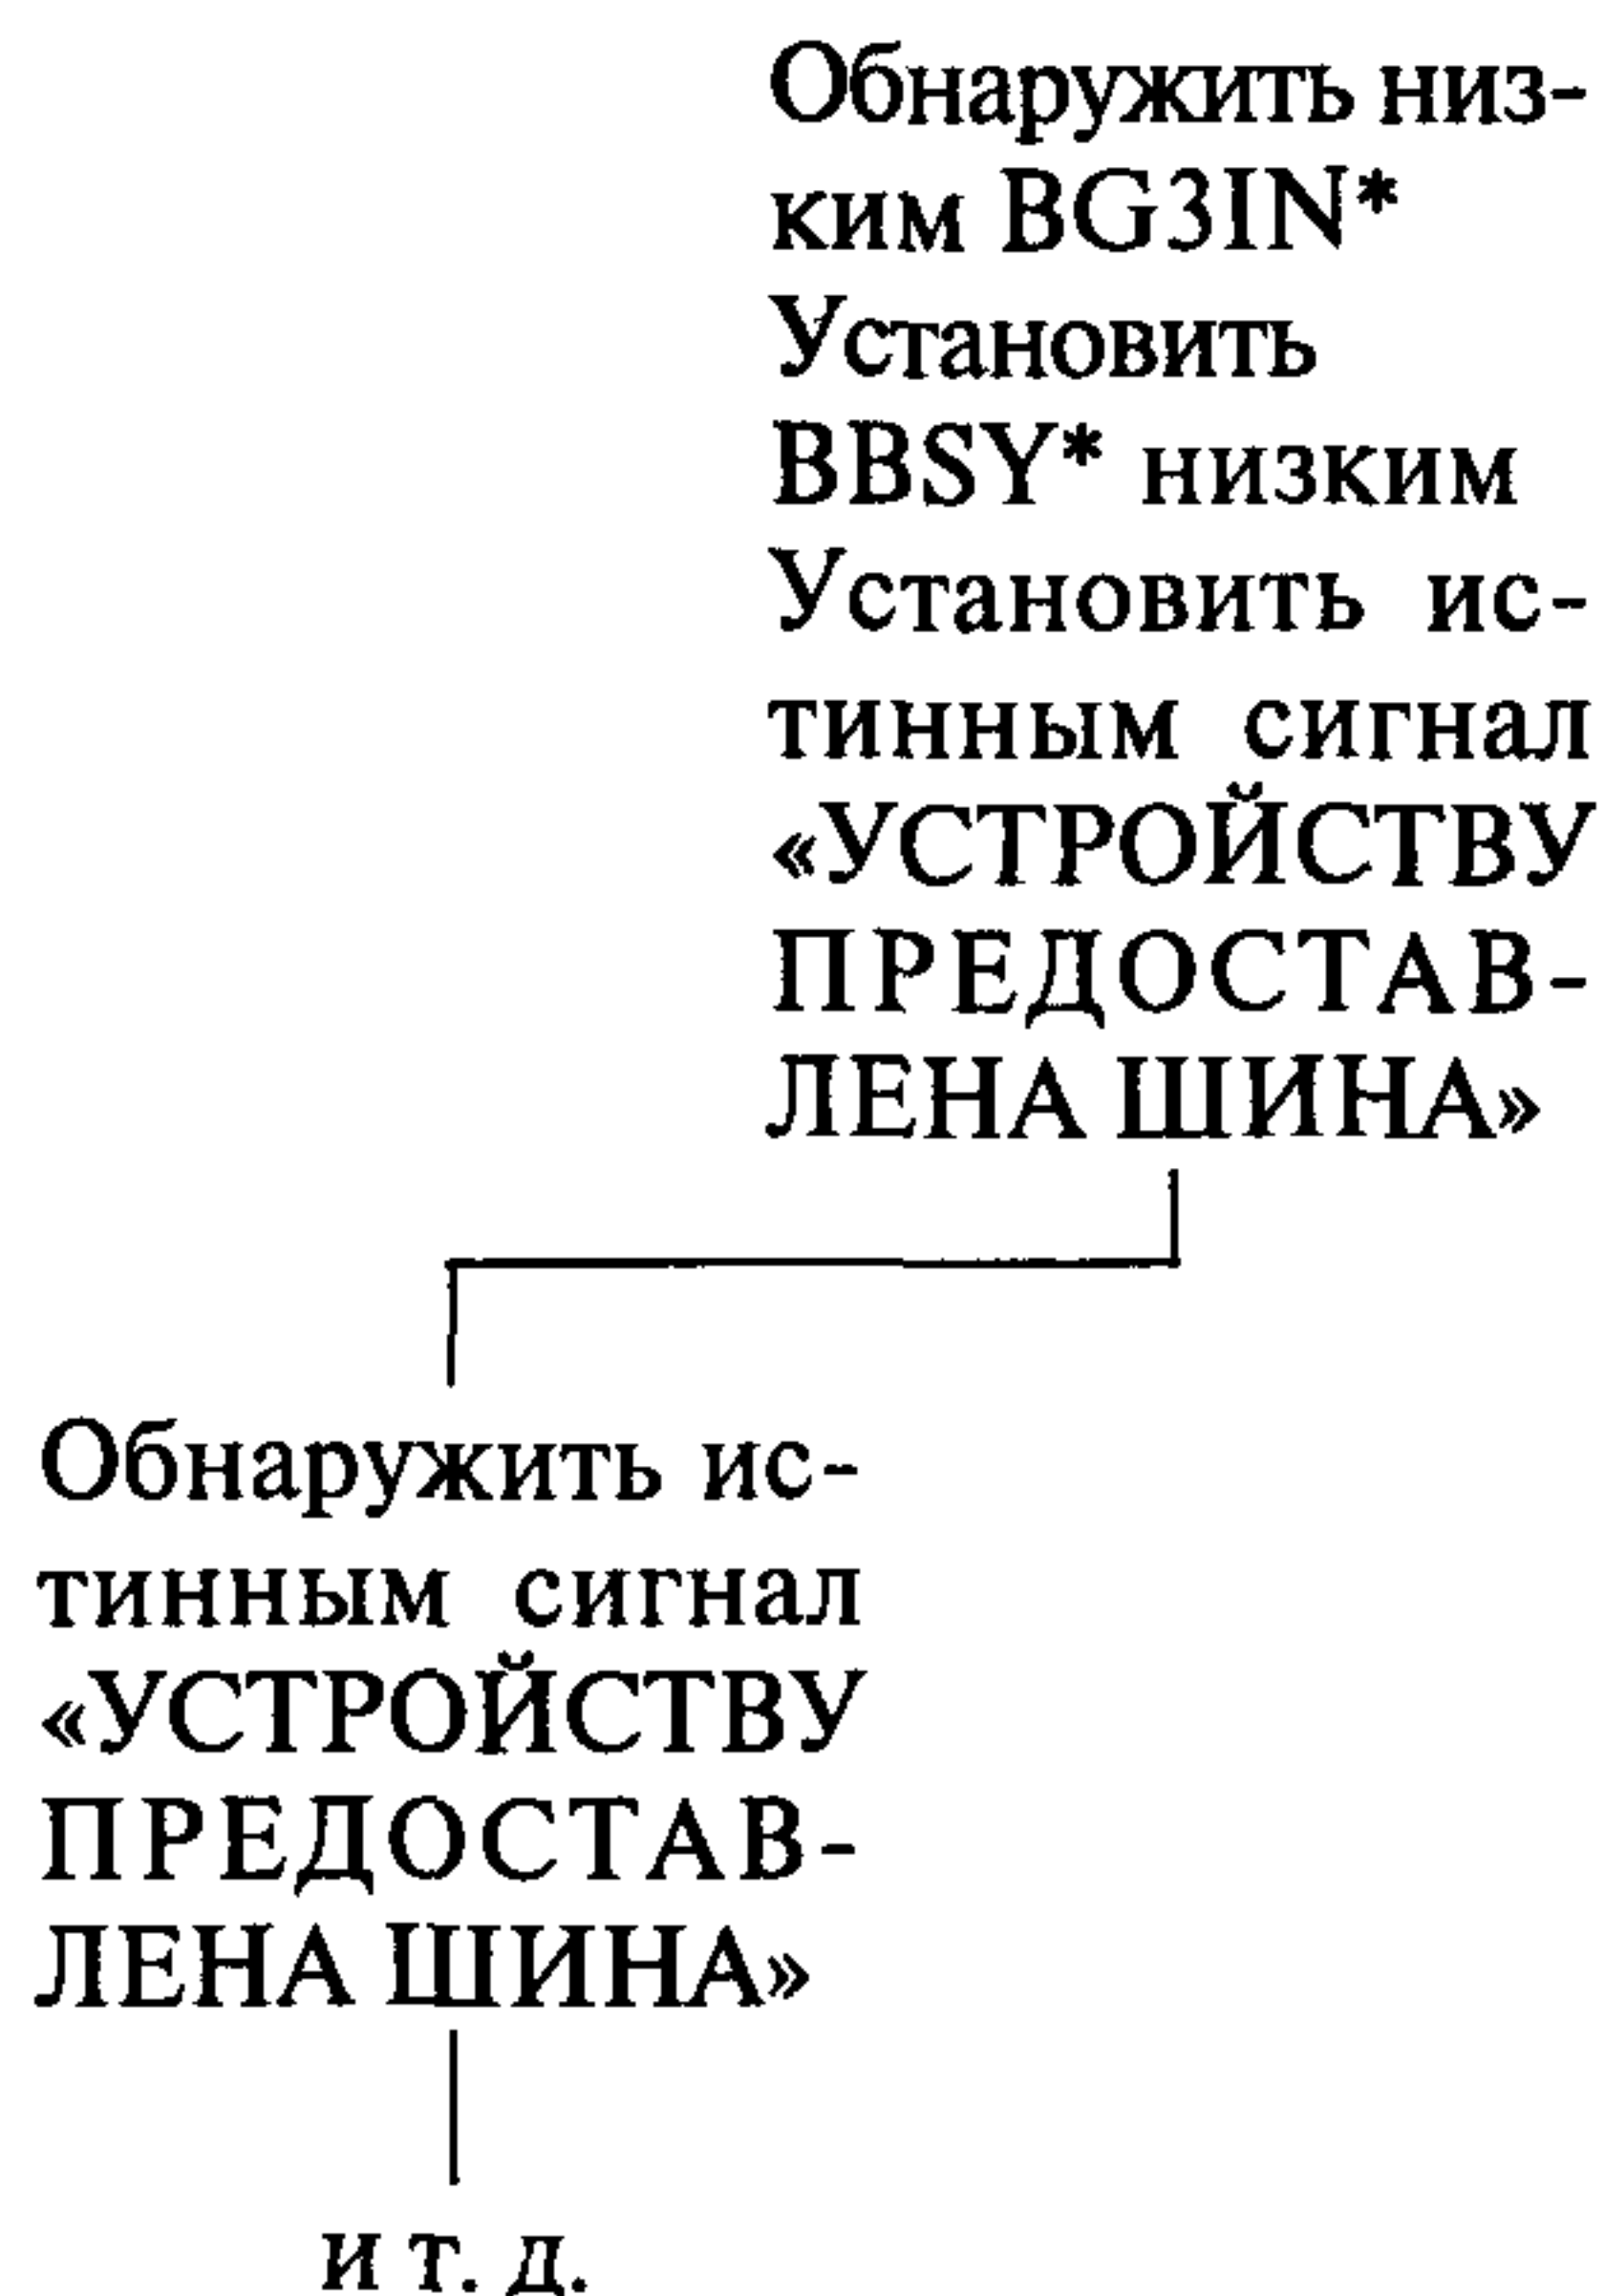 Обнаружить низ-
ким BG3IN*
Установить
BBSY* низким
Установить ис-
тинным сигнал
«УСТРОЙСТВУ
ПРЕДОСТАВ-
ЛЕНА ШИНА»
Обнаружить ис-
тинным сигнал
«УСТРОЙСТВУ
ПРЕДОСТАВ-
ЛЕНА ШИНА»
и т. д.